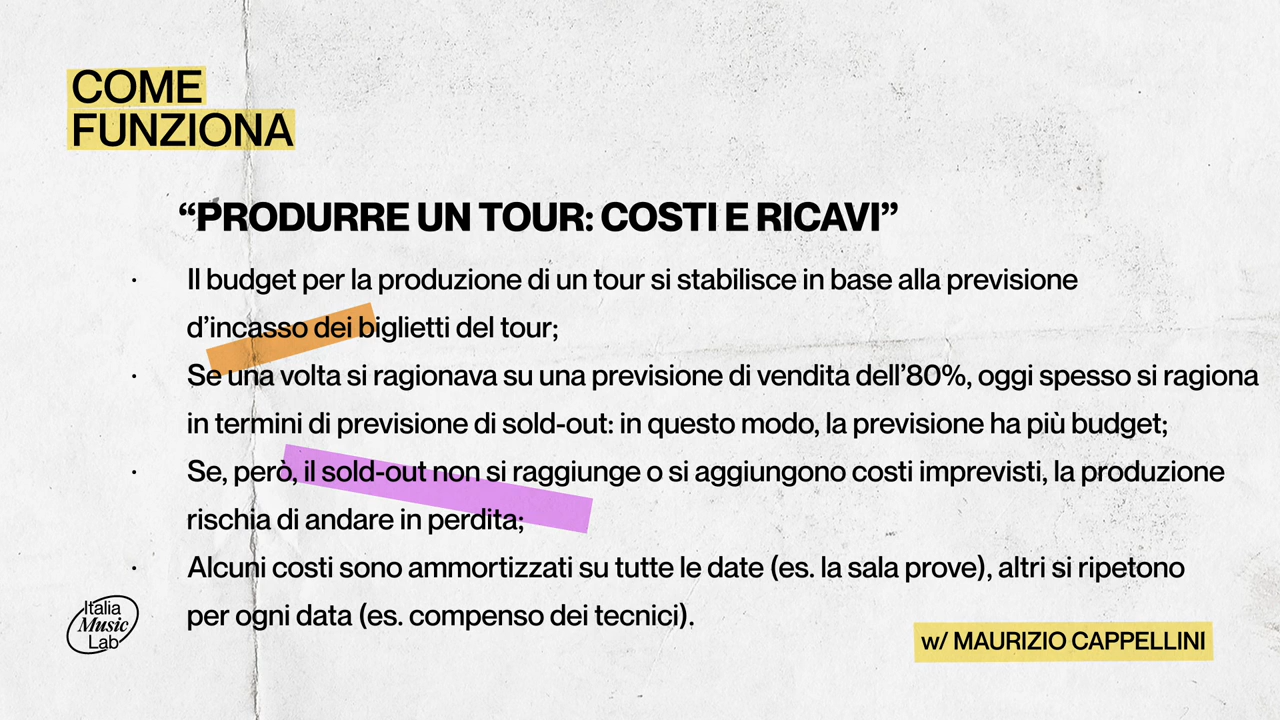 COME
FUNZIONA
“PRODURRE UN TOUR: COSTI E RICAVI”
· Il budget per la produzione di un tour si stabilisce in base alla previsione
d’incasso dei biglietti del tour;
· Se una volta si ragionava su una previsione di vendita dell’80%, oggi spesso si ragiona
in termini di previsione di sold-out: in questo modo, la previsione ha più budget;
· Se, però, il sold-out non si raggiunge o si aggiungono costi imprevisti, la produzione
rischia di andare in perdita;
· Alcuni costi sono ammortizzati su tutte le date (es. la sala prove), altri si ripetono
per ogni data (es. compenso dei tecnici).
Italia
Music
Lab
w/ MAURIZIO CAPPELLINI